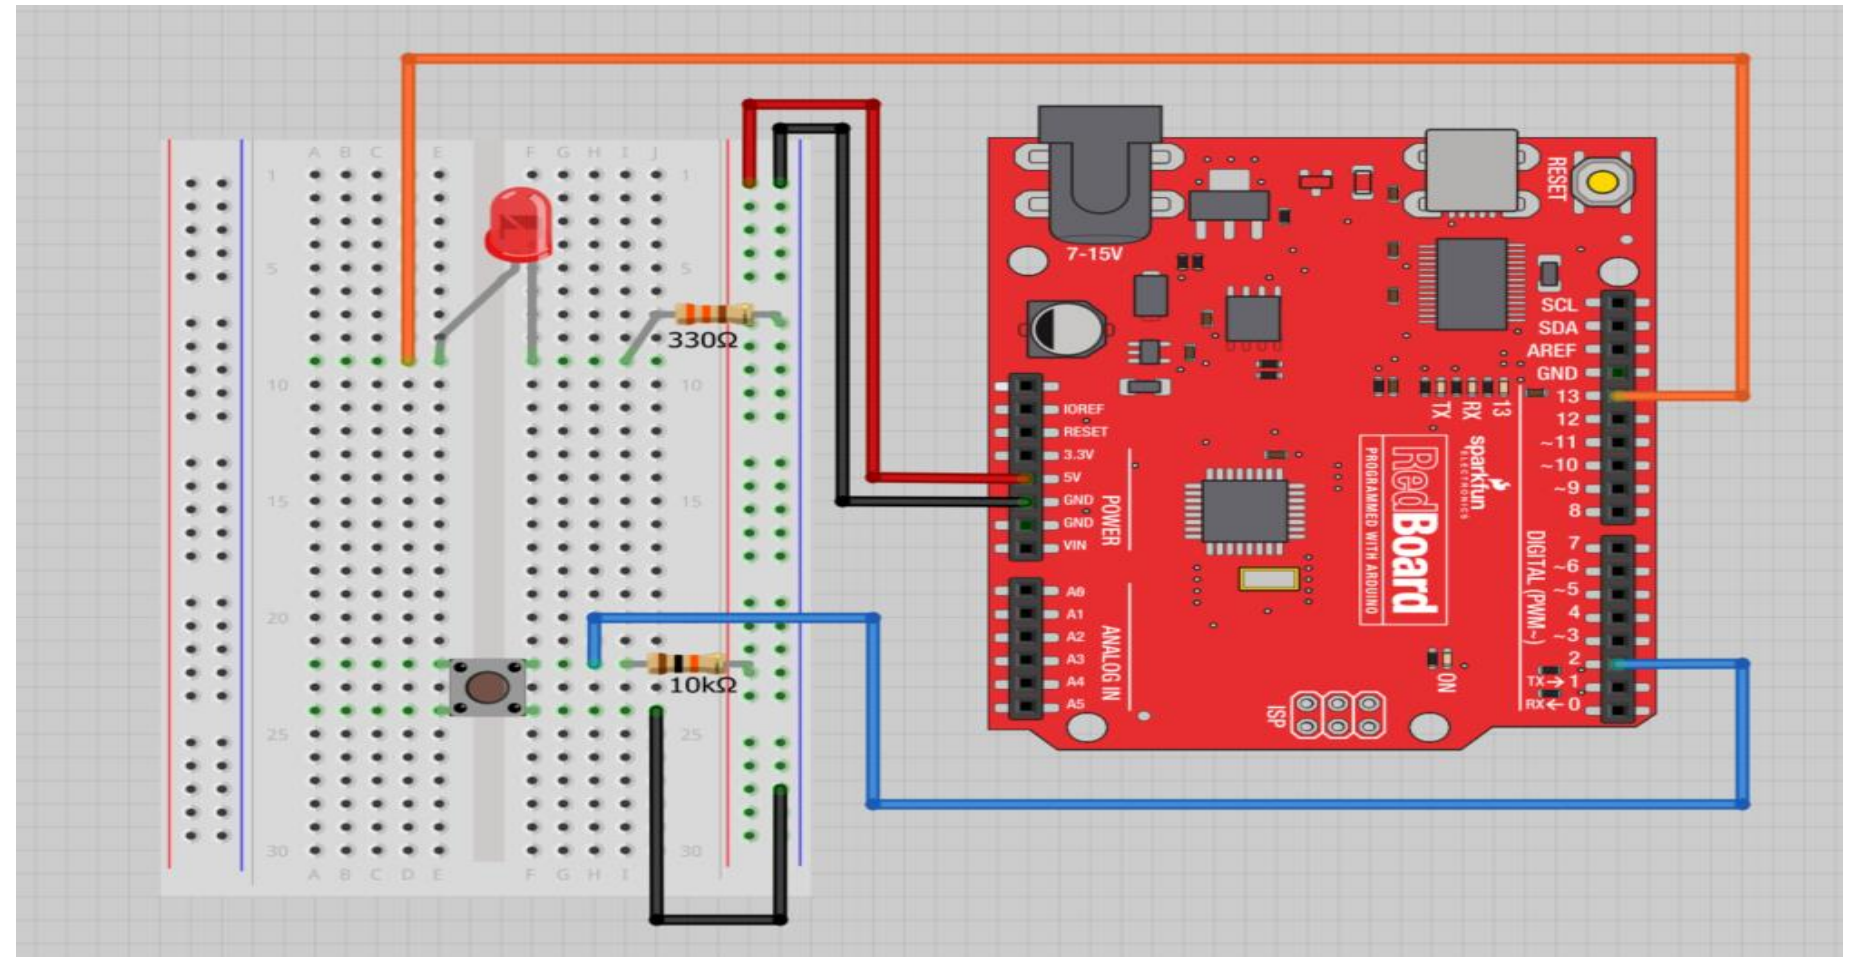 A B C E F G H I J
1 1
5 5
10 10
15 15
20
25 25
30 30
A B C D E F G H I
330Ω
10kΩ
7-15V
RESET
IOREF
RESET
3.3V
5V
GND
GND
VIN
POWER
A0
A1
A2
A3
A4
A5
ANALOG IN
TX
RX
13
sparkfun
ELECTRONICS
RedBoard
PROGRAMMED WITH ARDUINO
ON
ISP
SCL
SDA
AREF
GND
13
12
~11
~10
~9
8
7
~6
~5
4
~3
2
TX→1
RX←0
DIGITAL (PWM~)